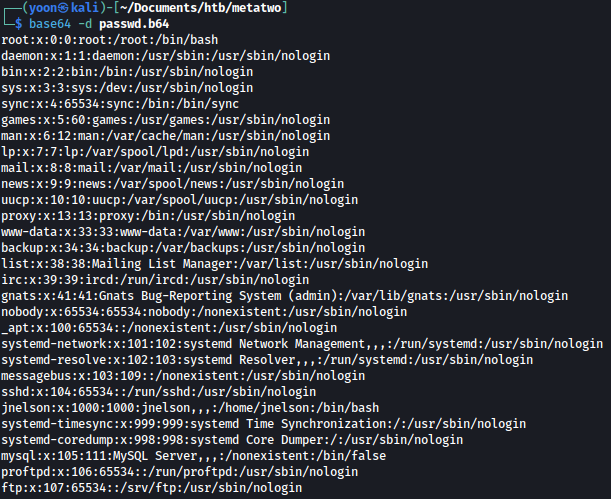 ┌──(yoon㉿kali)-[~/Documents/htb/metatwo]
└─$ base64 -d passwd.b64
root:x:0:0:root:/root:/bin/bash
daemon:x:1:1:daemon:/usr/sbin:/usr/sbin/nologin
bin:x:2:2:bin:/bin:/usr/sbin/nologin
sys:x:3:3:sys:/dev:/usr/sbin/nologin
sync:x:4:65534:sync:/bin:/bin/sync
games:x:5:60:games:/usr/games:/usr/sbin/nologin
man:x:6:12:man:/var/cache/man:/usr/sbin/nologin
lp:x:7:7:lp:/var/spool/lpd:/usr/sbin/nologin
mail:x:8:8:mail:/var/mail:/usr/sbin/nologin
news:x:9:9:news:/var/spool/news:/usr/sbin/nologin
uucp:x:10:10:uucp:/var/spool/uucp:/usr/sbin/nologin
proxy:x:13:13:proxy:/bin:/usr/sbin/nologin
www-data:x:33:33:www-data:/var/www:/usr/sbin/nologin
backup:x:34:34:backup:/var/backups:/usr/sbin/nologin
list:x:38:38:Mailing List Manager:/var/list:/usr/sbin/nologin
irc:x:39:39:ircd:/run/ircd:/usr/sbin/nologin
gnats:x:41:41:Gnats Bug-Reporting System (admin):/var/lib/gnats:/usr/sbin/nologin
nobody:x:65534:65534:nobody:/nonexistent:/usr/sbin/nologin
_apt:x:100:65534::/nonexistent:/usr/sbin/nologin
systemd-network:x:101:102:systemd Network Management,,,:/run/systemd:/usr/sbin/nologin
systemd-resolve:x:102:103:systemd Resolver,,,:/run/systemd:/usr/sbin/nologin
messagebus:x:103:109::/nonexistent:/usr/sbin/nologin
sshd:x:104:65534::/run/sshd:/usr/sbin/nologin
jnelson:x:1000:1000:jnelson,,,:/home/jnelson:/bin/bash
systemd-timesync:x:999:999:systemd Time Synchronization:/:/usr/sbin/nologin
systemd-coredump:x:998:998:systemd Core Dumper:/:/usr/sbin/nologin
mysql:x:105:111:MySQL Server,,,:/nonexistent:/bin/false
proftpd:x:106:65534::/run/proftpd:/usr/sbin/nologin
ftp:x:107:65534::/srv/ftp:/usr/sbin/nologin